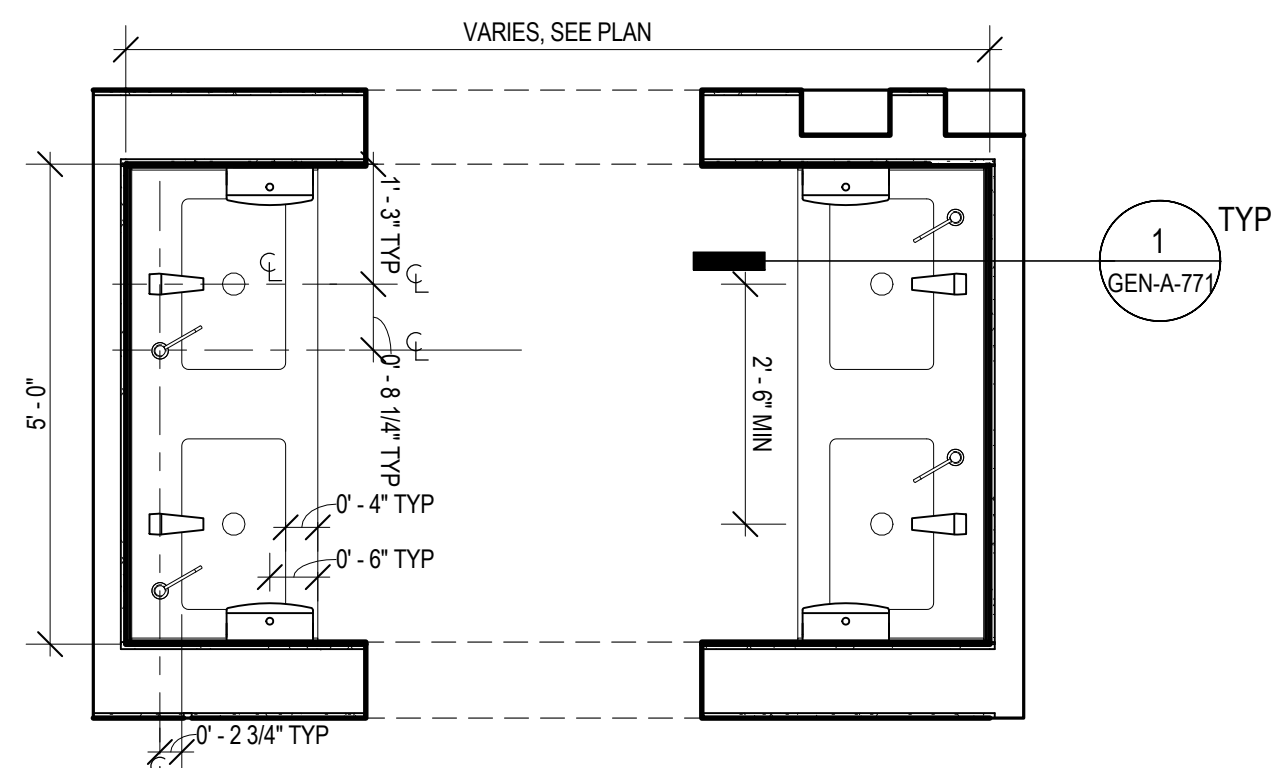 VARIES, SEE PLAN
TYP
1
GEN-A-771
1' - 3" TYP
℄
℄
℄
0' - 8 1/4" TYP
2' - 6" MIN
5' - 0"
0' - 4" TYP
0' - 6" TYP
0' - 2 3/4" TYP
℄